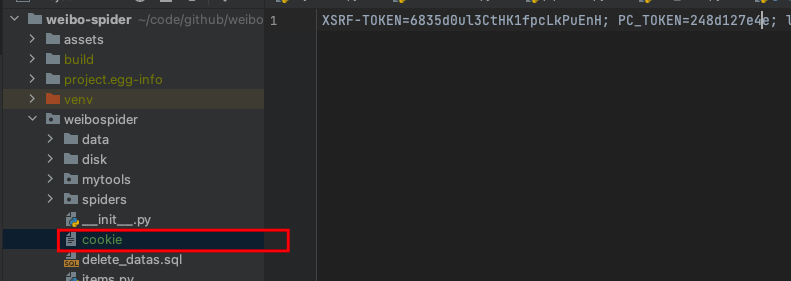 weibo-spider ~/code/github/weibo
assets
build
project.egg-info
venv
weibospider
data
disk
mytools
spiders
__init__.py
cookie
delete_datas.sql
items.py
1 XSRF-TOKEN=6835d0ul3CtHK1fpcLkPuEnH; PC_TOKEN=248d127e4e; l